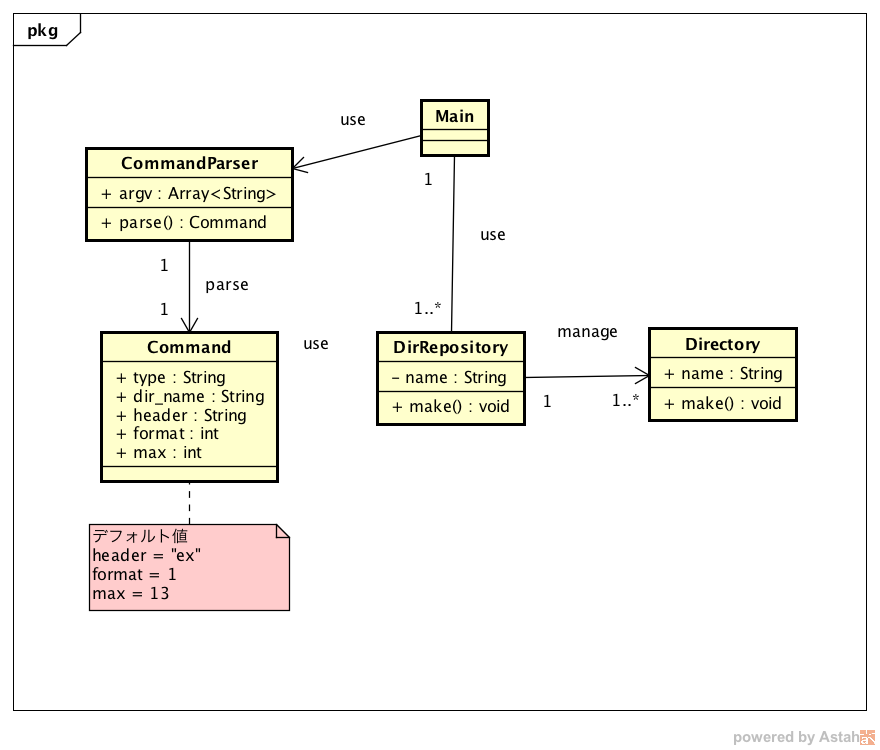 pkg
Main
use
CommandParser
+ argv : Array<String>
+ parse() : Command
1
use
1
parse
1
1..*
Command
+ type : String
+ dir_name : String
+ header : String
+ format : int
+ max : int
use
DirRepository
- name : String
+ make() : void
manage
1
1..*
Directory
+ name : String
+ make() : void
デフォルト値
header = "ex"
format = 1
max = 13
powered by Astah